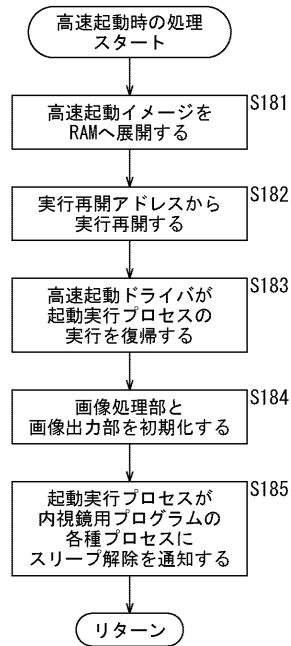 高速起動時の処理
スタート
S181
高速起動イメージを
RAMへ展開する
S182
実行再開アドレスから
実行再開する
S183
高速起動ドライバが
起動実行プロセスの
実行を復帰する
S184
画像処理部と
画像出力部を初期化する
S185
起動実行プロセスが
内視鏡用プログラムの
各種プロセスに
スリープ解除を通知する
リターン